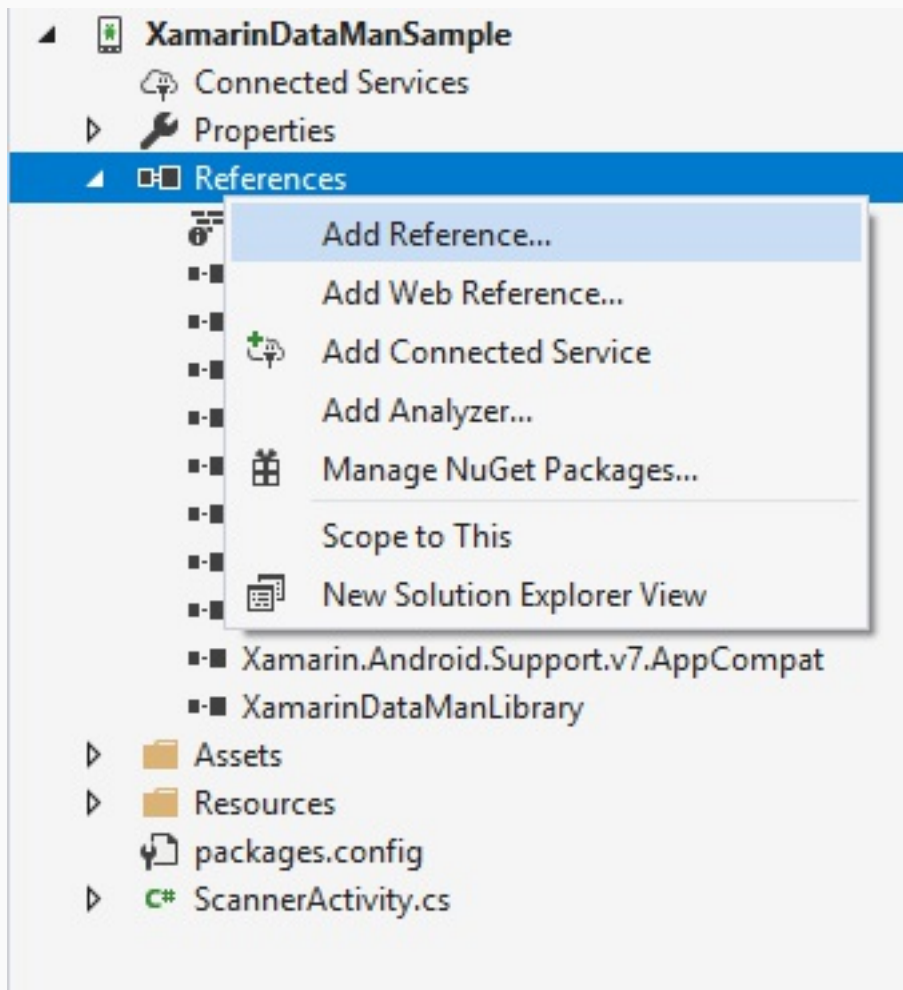 XamarinDataManSample
Connected Services
Properties
References
Add Reference...
Add Web Reference...
Add Connected Service
Add Analyzer...
Manage NuGet Packages...
Scope to This
New Solution Explorer View
Xamarin.Android.Support.v7.AppCompat
XamarinDataManLibrary
Assets
Resources
packages.config
C# ScannerActivity.cs